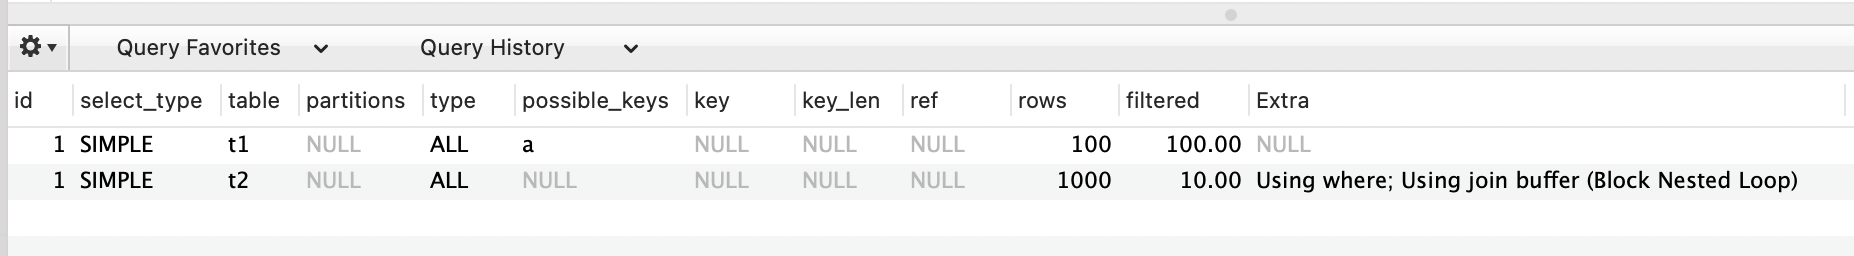 Query Favorites Query History
id select_type table partitions type possible_keys key key_len ref rows filtered Extra
1 SIMPLE t1 NULL ALL a NULL NULL NULL 100 100.00 NULL
1 SIMPLE t2 NULL ALL NULL NULL NULL NULL 1000 10.00 Using where; Using join buffer (Block Nested Loop)